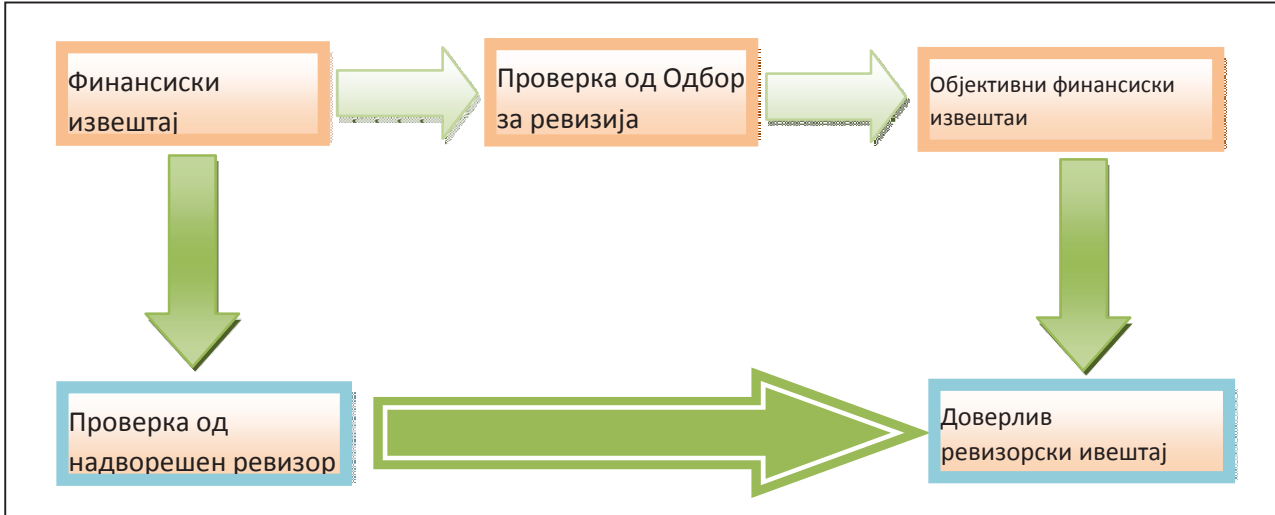 Финансиски
извештај
Проверка од Одбор
за ревизија
Објективни финансиски
извештаи
Проверка од
надворешен ревизор
Доверлив
ревизорски ивештај